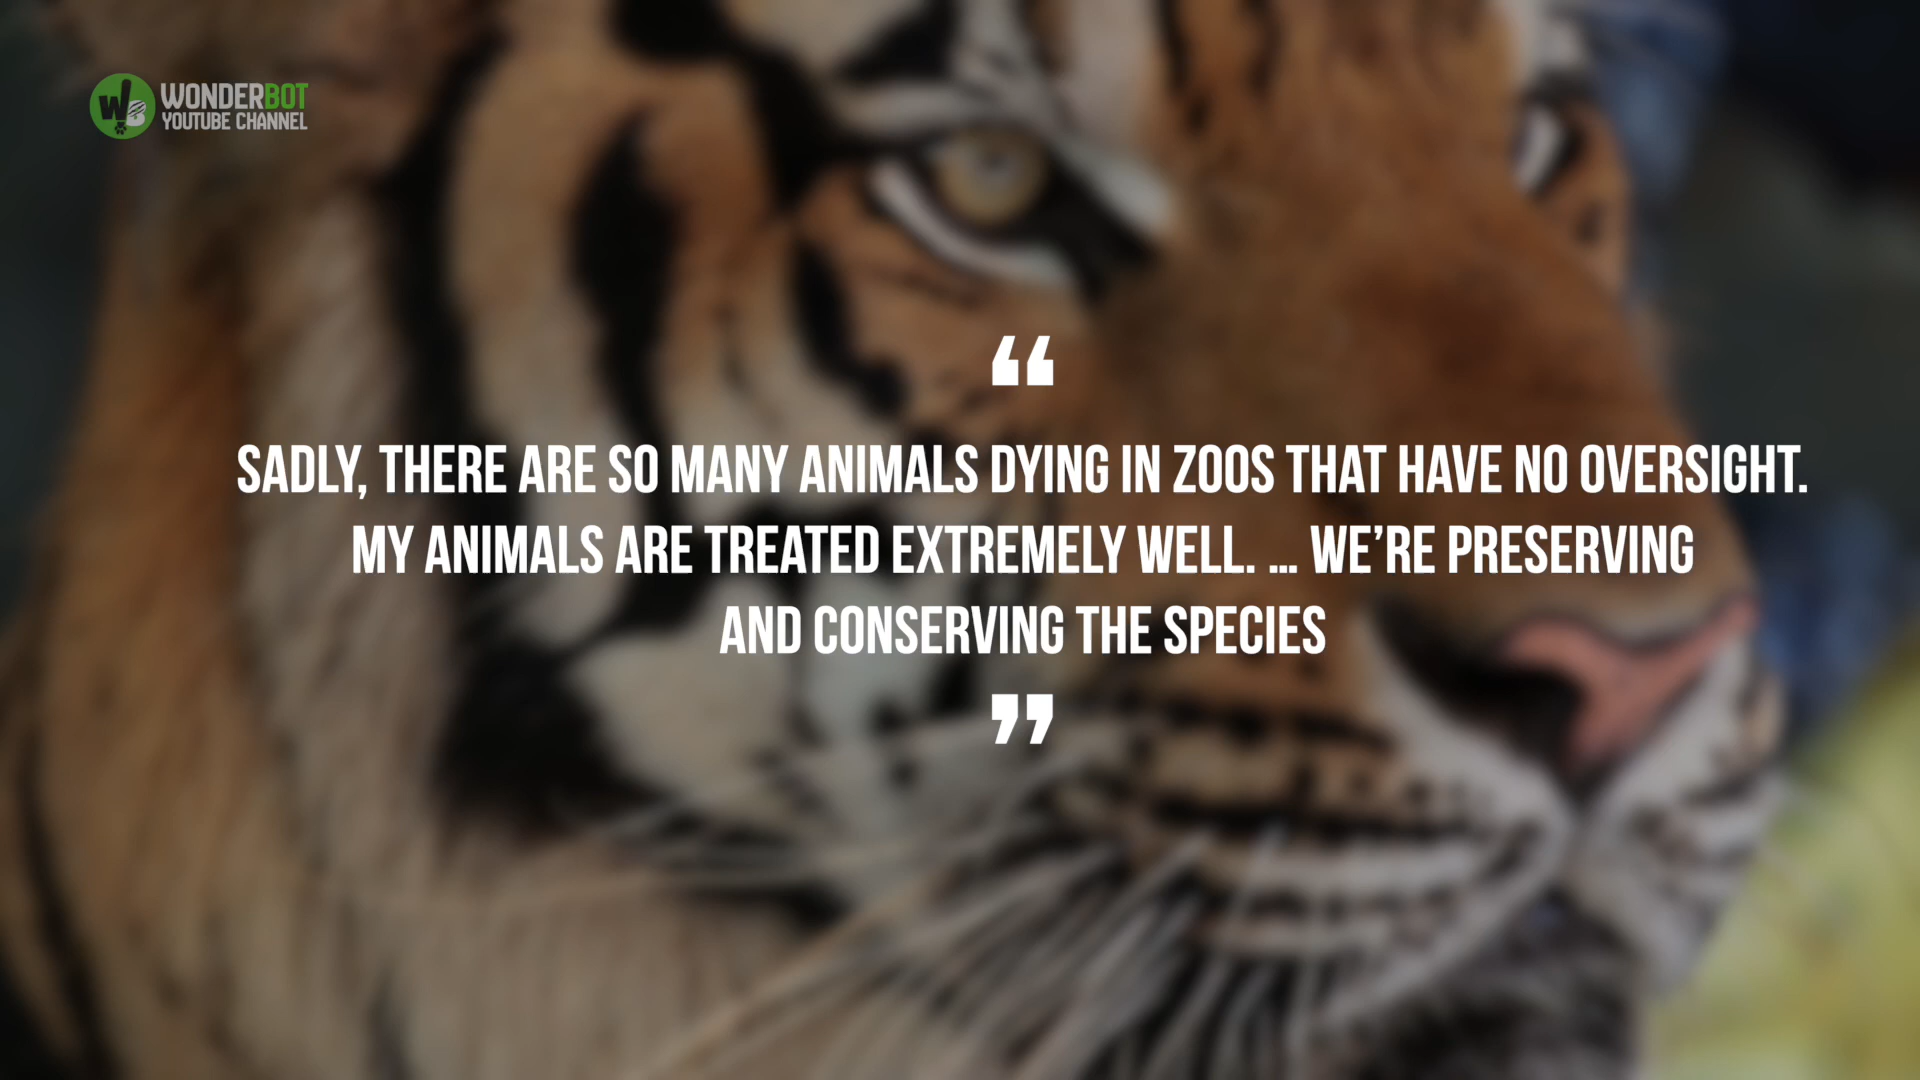 WONDERBOT
YOUTUBE CHANNEL
“
SADLY, THERE ARE SO MANY ANIMALS DYING IN ZOOS THAT HAVE NO OVERSIGHT.
MY ANIMALS ARE TREATED EXTREMELY WELL. ... WE’RE PRESERVING
AND CONSERVING THE SPECIES
”